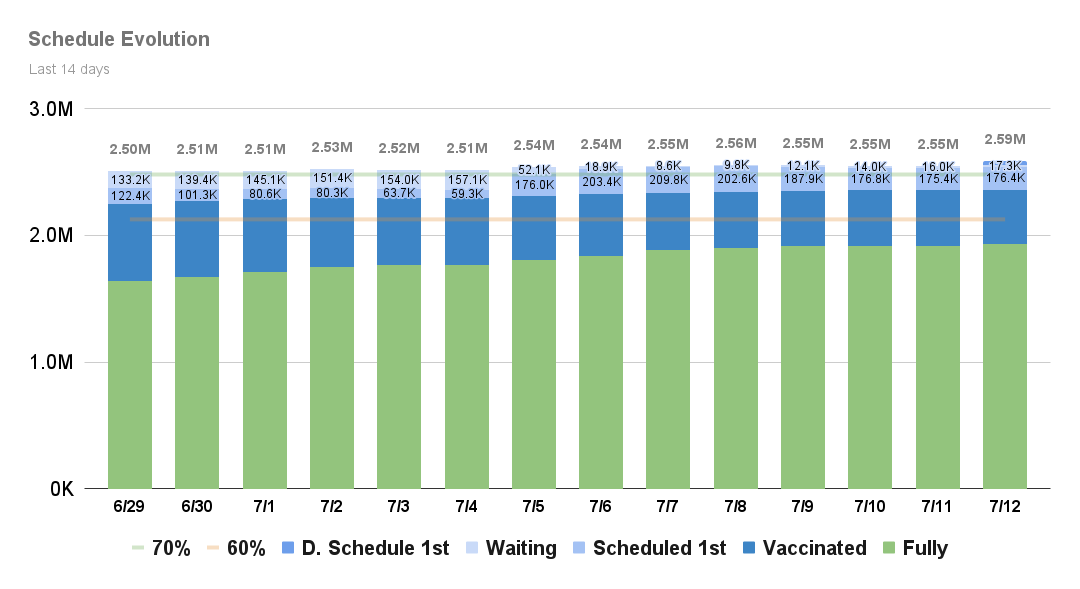 Schedule Evolution
Last 14 days
3.0M
2.50M 2.51M 2.51M 2.53M 2.52M 2.51M 2.54M 2.54M 2.55M 2.56M 2.55M 2.55M 2.55M 2.59M
133.2K 139.4K 145.1K 151.4K 154.0K 157.1K 52.1K 18.9K 8.6K 9.8K 12.1K 14.0K 16.0K 17.3K
122.4K 101.3K 80.6K 80.3K 63.7K 59.3K 176.0K 203.4K 209.8K 202.6K 187.9K 176.8K 175.4K 176.4K
2.0M
1.0M
0K
6/29 6/30 7/1 7/2 7/3 7/4 7/5 7/6 7/7 7/8 7/9 7/10 7/11 7/12
70% 60% D. Schedule 1st Waiting Scheduled 1st Vaccinated Fully